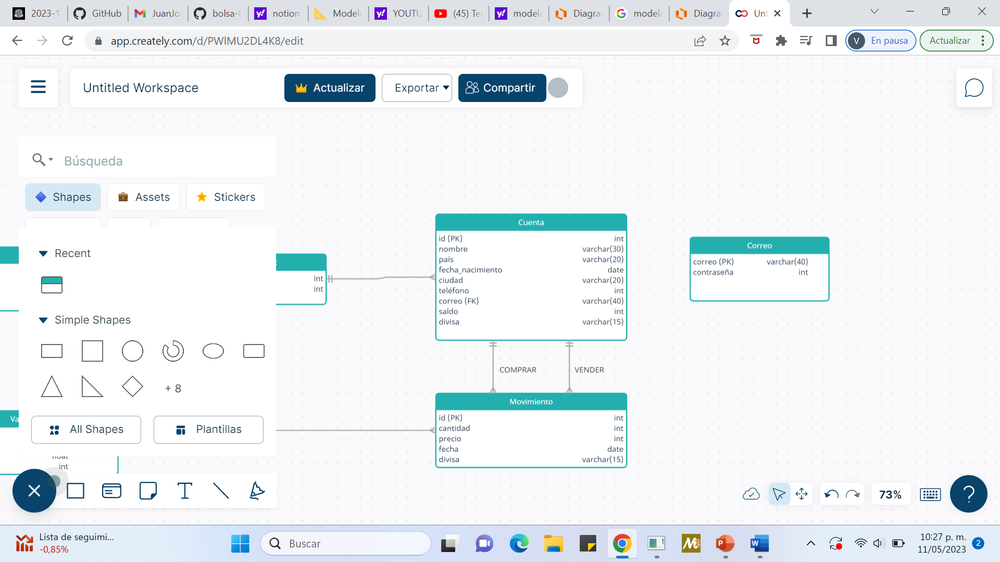 2023-1
GitHub
JuanJo
bolsa-t
notion
Modelo
YOUTU
(45) Te
modela
Diagra
modela
Diagra
Unt
app.creately.com/d/PWlMU2DL4K8/edit
V En pausa
Actualizar
Untitled Workspace
Actualizar
Exportar
Compartir
Búsqueda
Shapes
Assets
Stickers
Recent
Simple Shapes
+ 8
All Shapes
Plantillas
Va
float
int
int
int
Cuenta
id (PK) int
nombre varchar(30)
país varchar(20)
fecha_nacimiento date
ciudad varchar(20)
teléfono int
correo (FK) varchar(40)
saldo int
divisa varchar(15)
Correo
correo (PK) varchar(40)
contraseña int
COMPRAR
VENDER
Movimiento
id (PK) int
cantidad int
precio int
fecha date
divisa varchar(15)
T
73%
?
Lista de seguimi...
-0,85%
Buscar
10:27 p. m.
11/05/2023
2